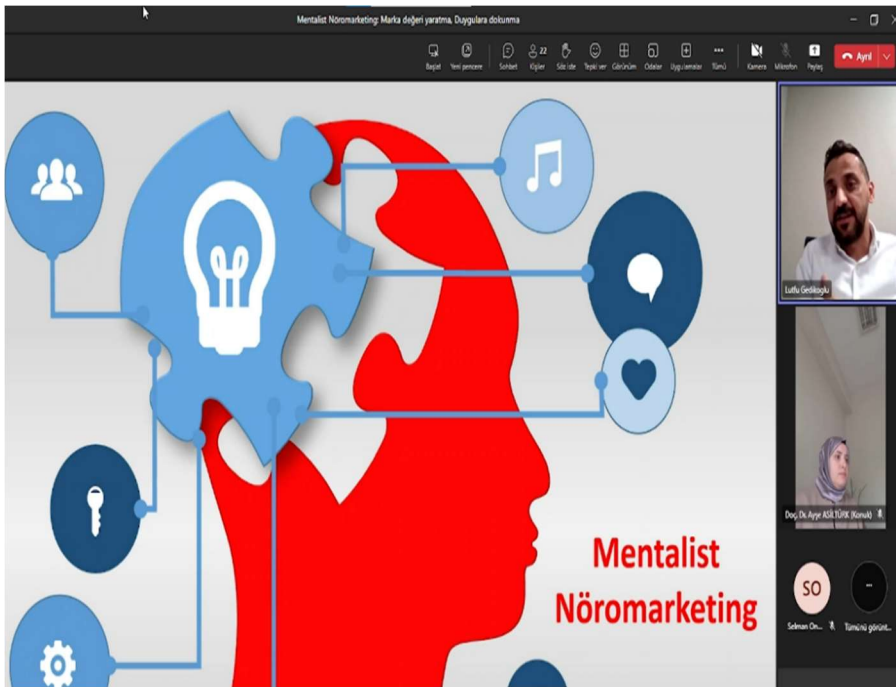 Mentalist Nöromarketing: Marka değeri yaratma, Duygulara dokunma
Başlat
Yeni pencere
Sohbet
22
Kişiler
Söz iste
Tepki ver
Görünüm
Odalar
Uygulamalar
Tümü
Kamera
Mikrofon
Paylaş
Ayrıl
Lutfu Gedikoglu
Doç. Dr. Ayşe ASİLTÜRK (Konuk)
Mentalist
Nöromarketing
SO
Selman On...
Tümünü görünt...